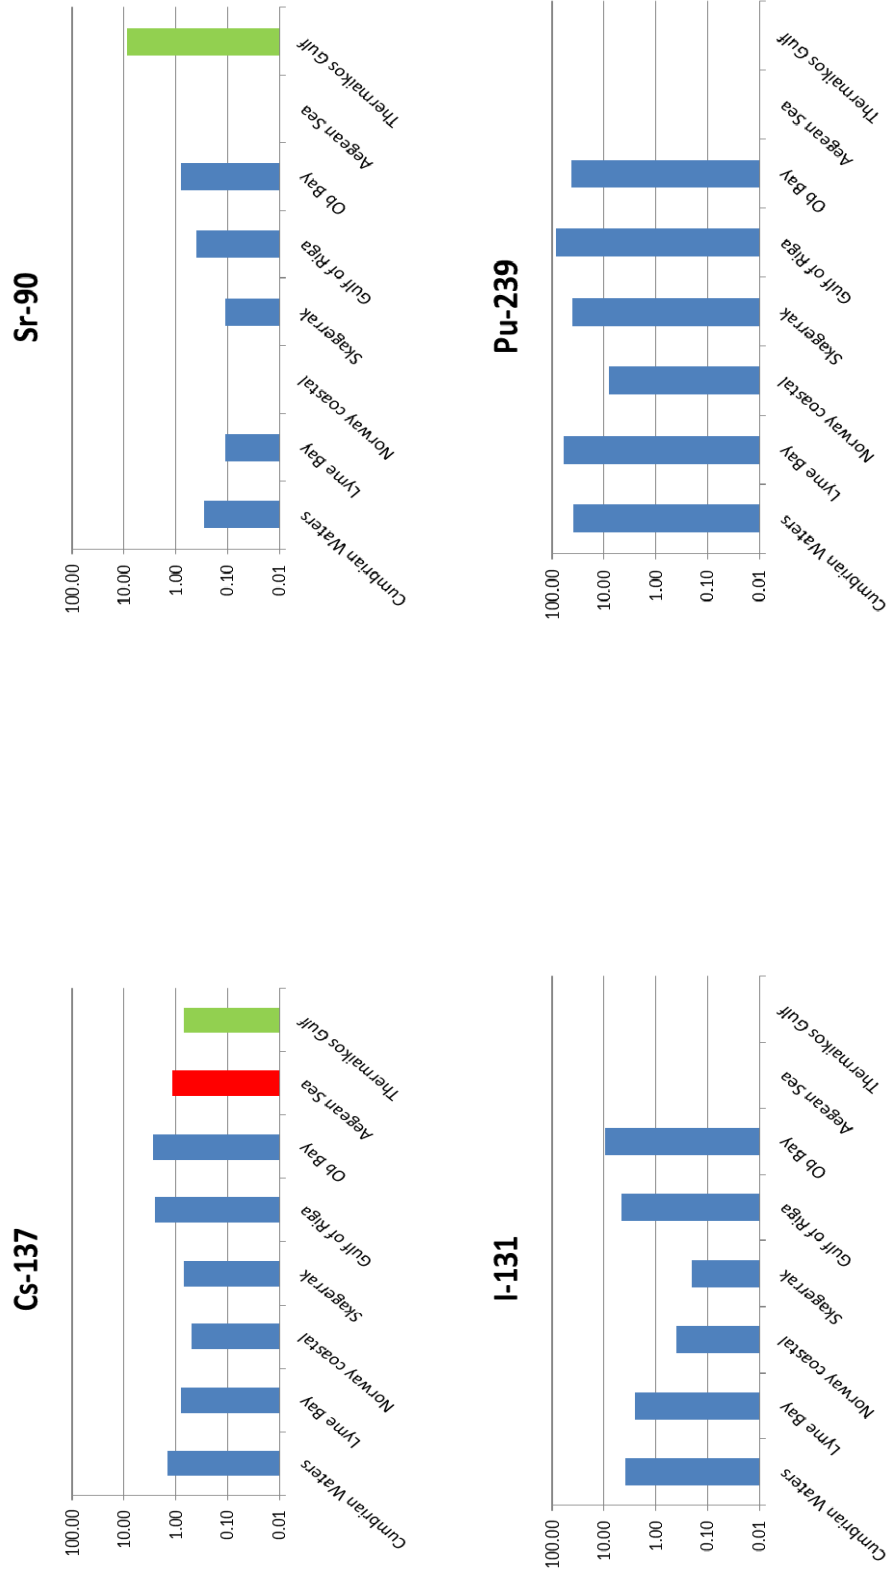 Cs-137
100.00
10.00
1.00
0.10
0.01
Cumbrian Waters
Lyme Bay
Norway coastal
Skagerrak
Gulf of Riga
Ob Bay
Aegean Sea
Thermaikos Gulf
Sr-90
100.00
10.00
1.00
0.10
0.01
Cumbrian Waters
Lyme Bay
Norway coastal
Skagerrak
Gulf of Riga
Ob Bay
Aegean Sea
Thermaikos Gulf
I-131
100.00
10.00
1.00
0.10
0.01
Cumbrian Waters
Lyme Bay
Norway coastal
Skagerrak
Gulf of Riga
Ob Bay
Aegean Sea
Thermaikos Gulf
Pu-239
100.00
10.00
1.00
0.10
0.01
Cumbrian Waters
Lyme Bay
Norway coastal
Skagerrak
Gulf of Riga
Ob Bay
Aegean Sea
Thermaikos Gulf